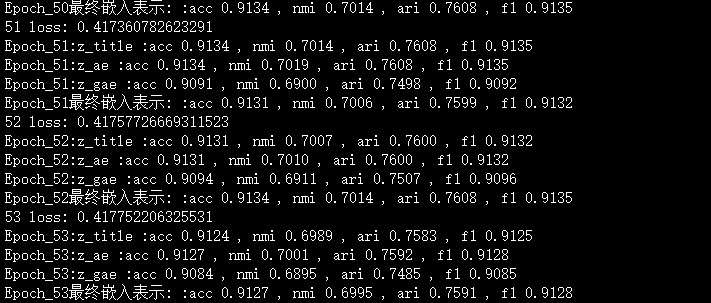 Epoch_50最终嵌入表示: :acc 0.9134 , nmi 0.7014 , ari 0.7608 , f1 0.9135
51 loss: 0.417360782623291
Epoch_51:z_title :acc 0.9134 , nmi 0.7014 , ari 0.7608 , f1 0.9135
Epoch_51:z_ae :acc 0.9134 , nmi 0.7019 , ari 0.7608 , f1 0.9135
Epoch_51:z_gae :acc 0.9091 , nmi 0.6900 , ari 0.7498 , f1 0.9092
Epoch_51最终嵌入表示: :acc 0.9131 , nmi 0.7006 , ari 0.7599 , f1 0.9132
52 loss: 0.41757726669311523
Epoch_52:z_title :acc 0.9131 , nmi 0.7007 , ari 0.7600 , f1 0.9132
Epoch_52:z_ae :acc 0.9131 , nmi 0.7010 , ari 0.7600 , f1 0.9132
Epoch_52:z_gae :acc 0.9094 , nmi 0.6911 , ari 0.7507 , f1 0.9096
Epoch_52最终嵌入表示: :acc 0.9134 , nmi 0.7014 , ari 0.7608 , f1 0.9135
53 loss: 0.417752206325531
Epoch_53:z_title :acc 0.9124 , nmi 0.6989 , ari 0.7583 , f1 0.9125
Epoch_53:z_ae :acc 0.9127 , nmi 0.7001 , ari 0.7592 , f1 0.9128
Epoch_53:z_gae :acc 0.9084 , nmi 0.6895 , ari 0.7485 , f1 0.9085
Epoch_53最终嵌入表示: :acc 0.9127 , nmi 0.6995 , ari 0.7591 , f1 0.9128